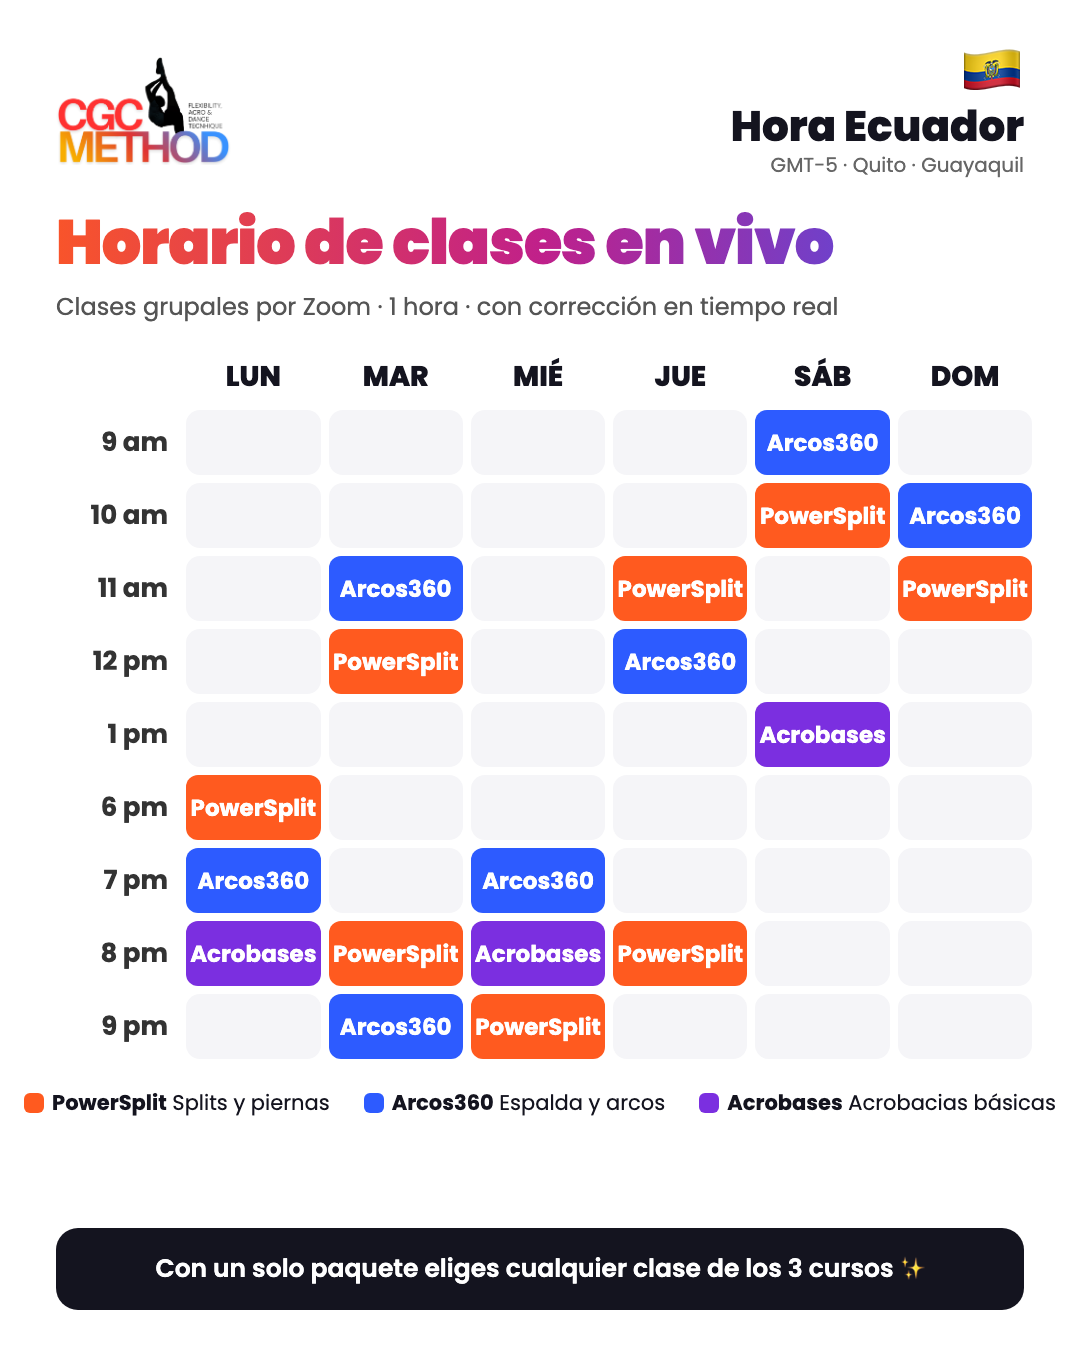 CGC
METHOD
FLEXIBILITY,
ACRO &
DANCE
TECNHIQUE
Hora Ecuador
GMT-5 · Quito · Guayaquil
Horario de clases en vivo
Clases grupales por Zoom · 1 hora · con corrección en tiempo real
LUN MAR MIÉ JUE SÁB DOM
9 am Arcos360
10 am PowerSplit Arcos360
11 am Arcos360 PowerSplit PowerSplit
12 pm PowerSplit Arcos360
1 pm Acrobases
6 pm PowerSplit
7 pm Arcos360 Arcos360
8 pm Acrobases PowerSplit Acrobases PowerSplit
9 pm Arcos360 PowerSplit
PowerSplit Splits y piernas Arcos360 Espalda y arcos Acrobases Acrobacias básicas
Con un solo paquete eliges cualquier clase de los 3 cursos ✨